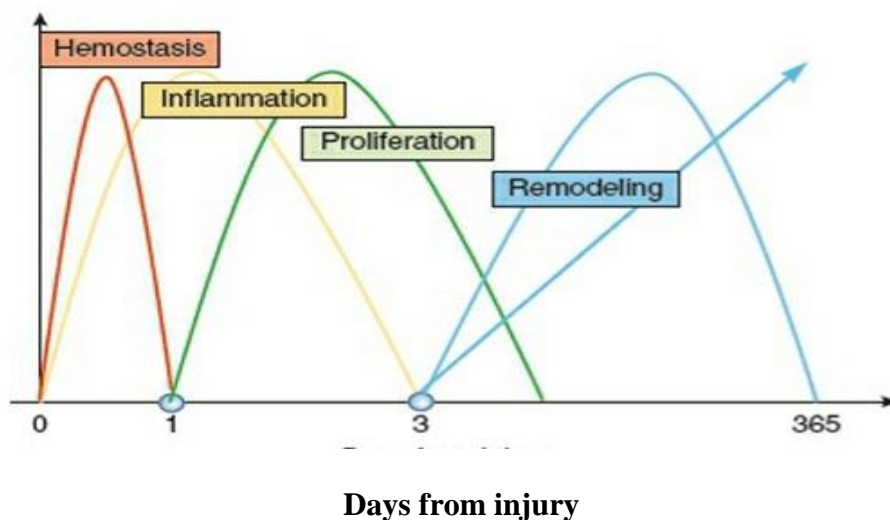 Hemostasis
Inflammation
Proliferation
Remodeling
0 1 3 365
Days from injury